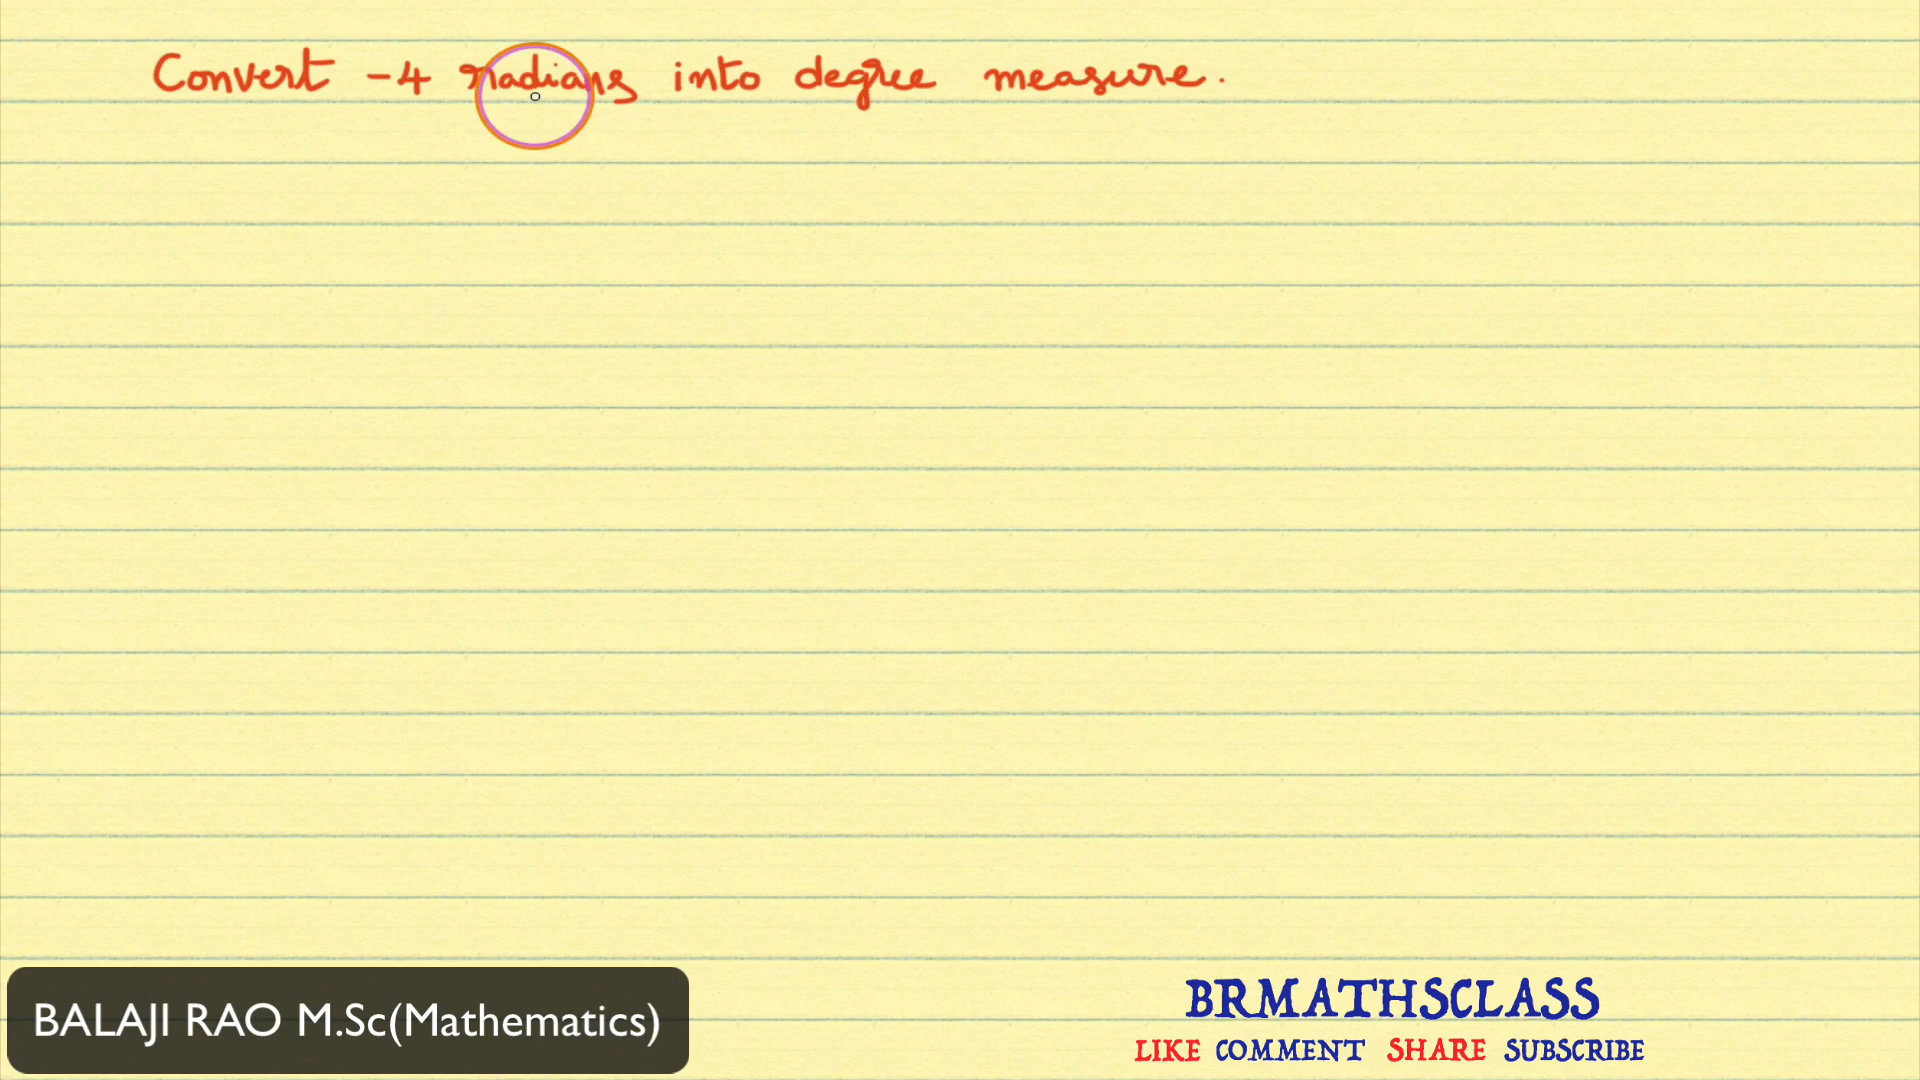 Convert -4 radians into degree measure.
BALAJI RAO M.Sc(Mathematics)
BRMATHSCLASS
LIKE COMMENT SHARE SUBSCRIBE